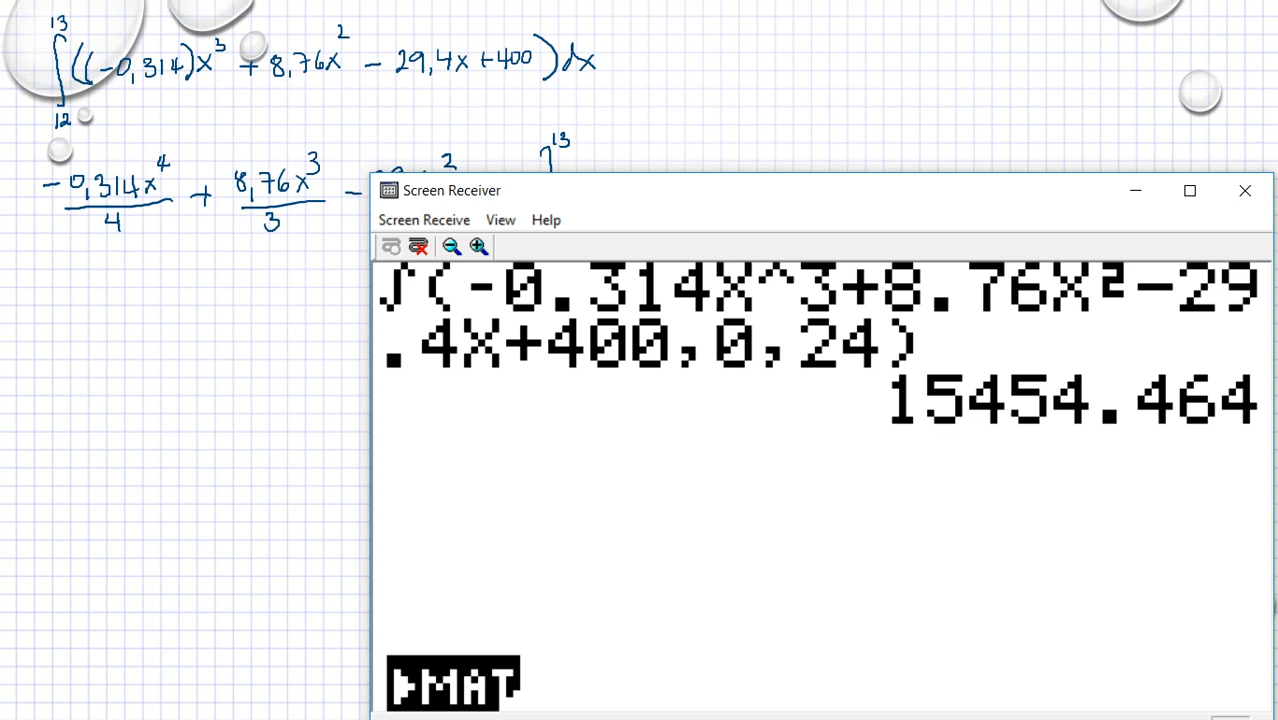 13
∫((-0,314)x³ + 8,76x² - 29,4x+400)dx
12
-0,314x⁴/4 + 8,76x³/3 - ² ]¹³
Screen Receiver
Screen Receive View Help
∫(-0.314X^3+8.76X²-29
.4X+400,0,24)
15454.464
▶MAT